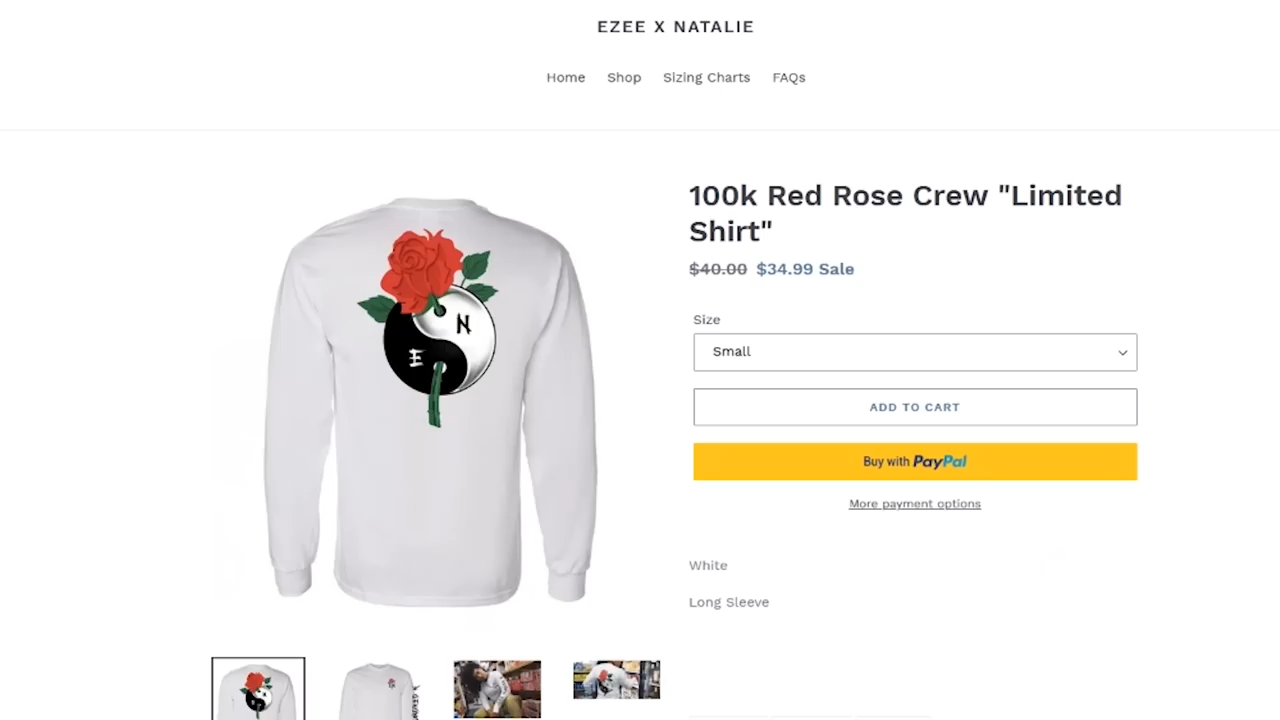 EZEE X NATALIE
Home Shop Sizing Charts FAQs
100k Red Rose Crew "Limited
Shirt"
$40.00 $34.99 Sale
Size
Small
ADD TO CART
Buy with PayPal
More payment options
White
Long Sleeve
N
E